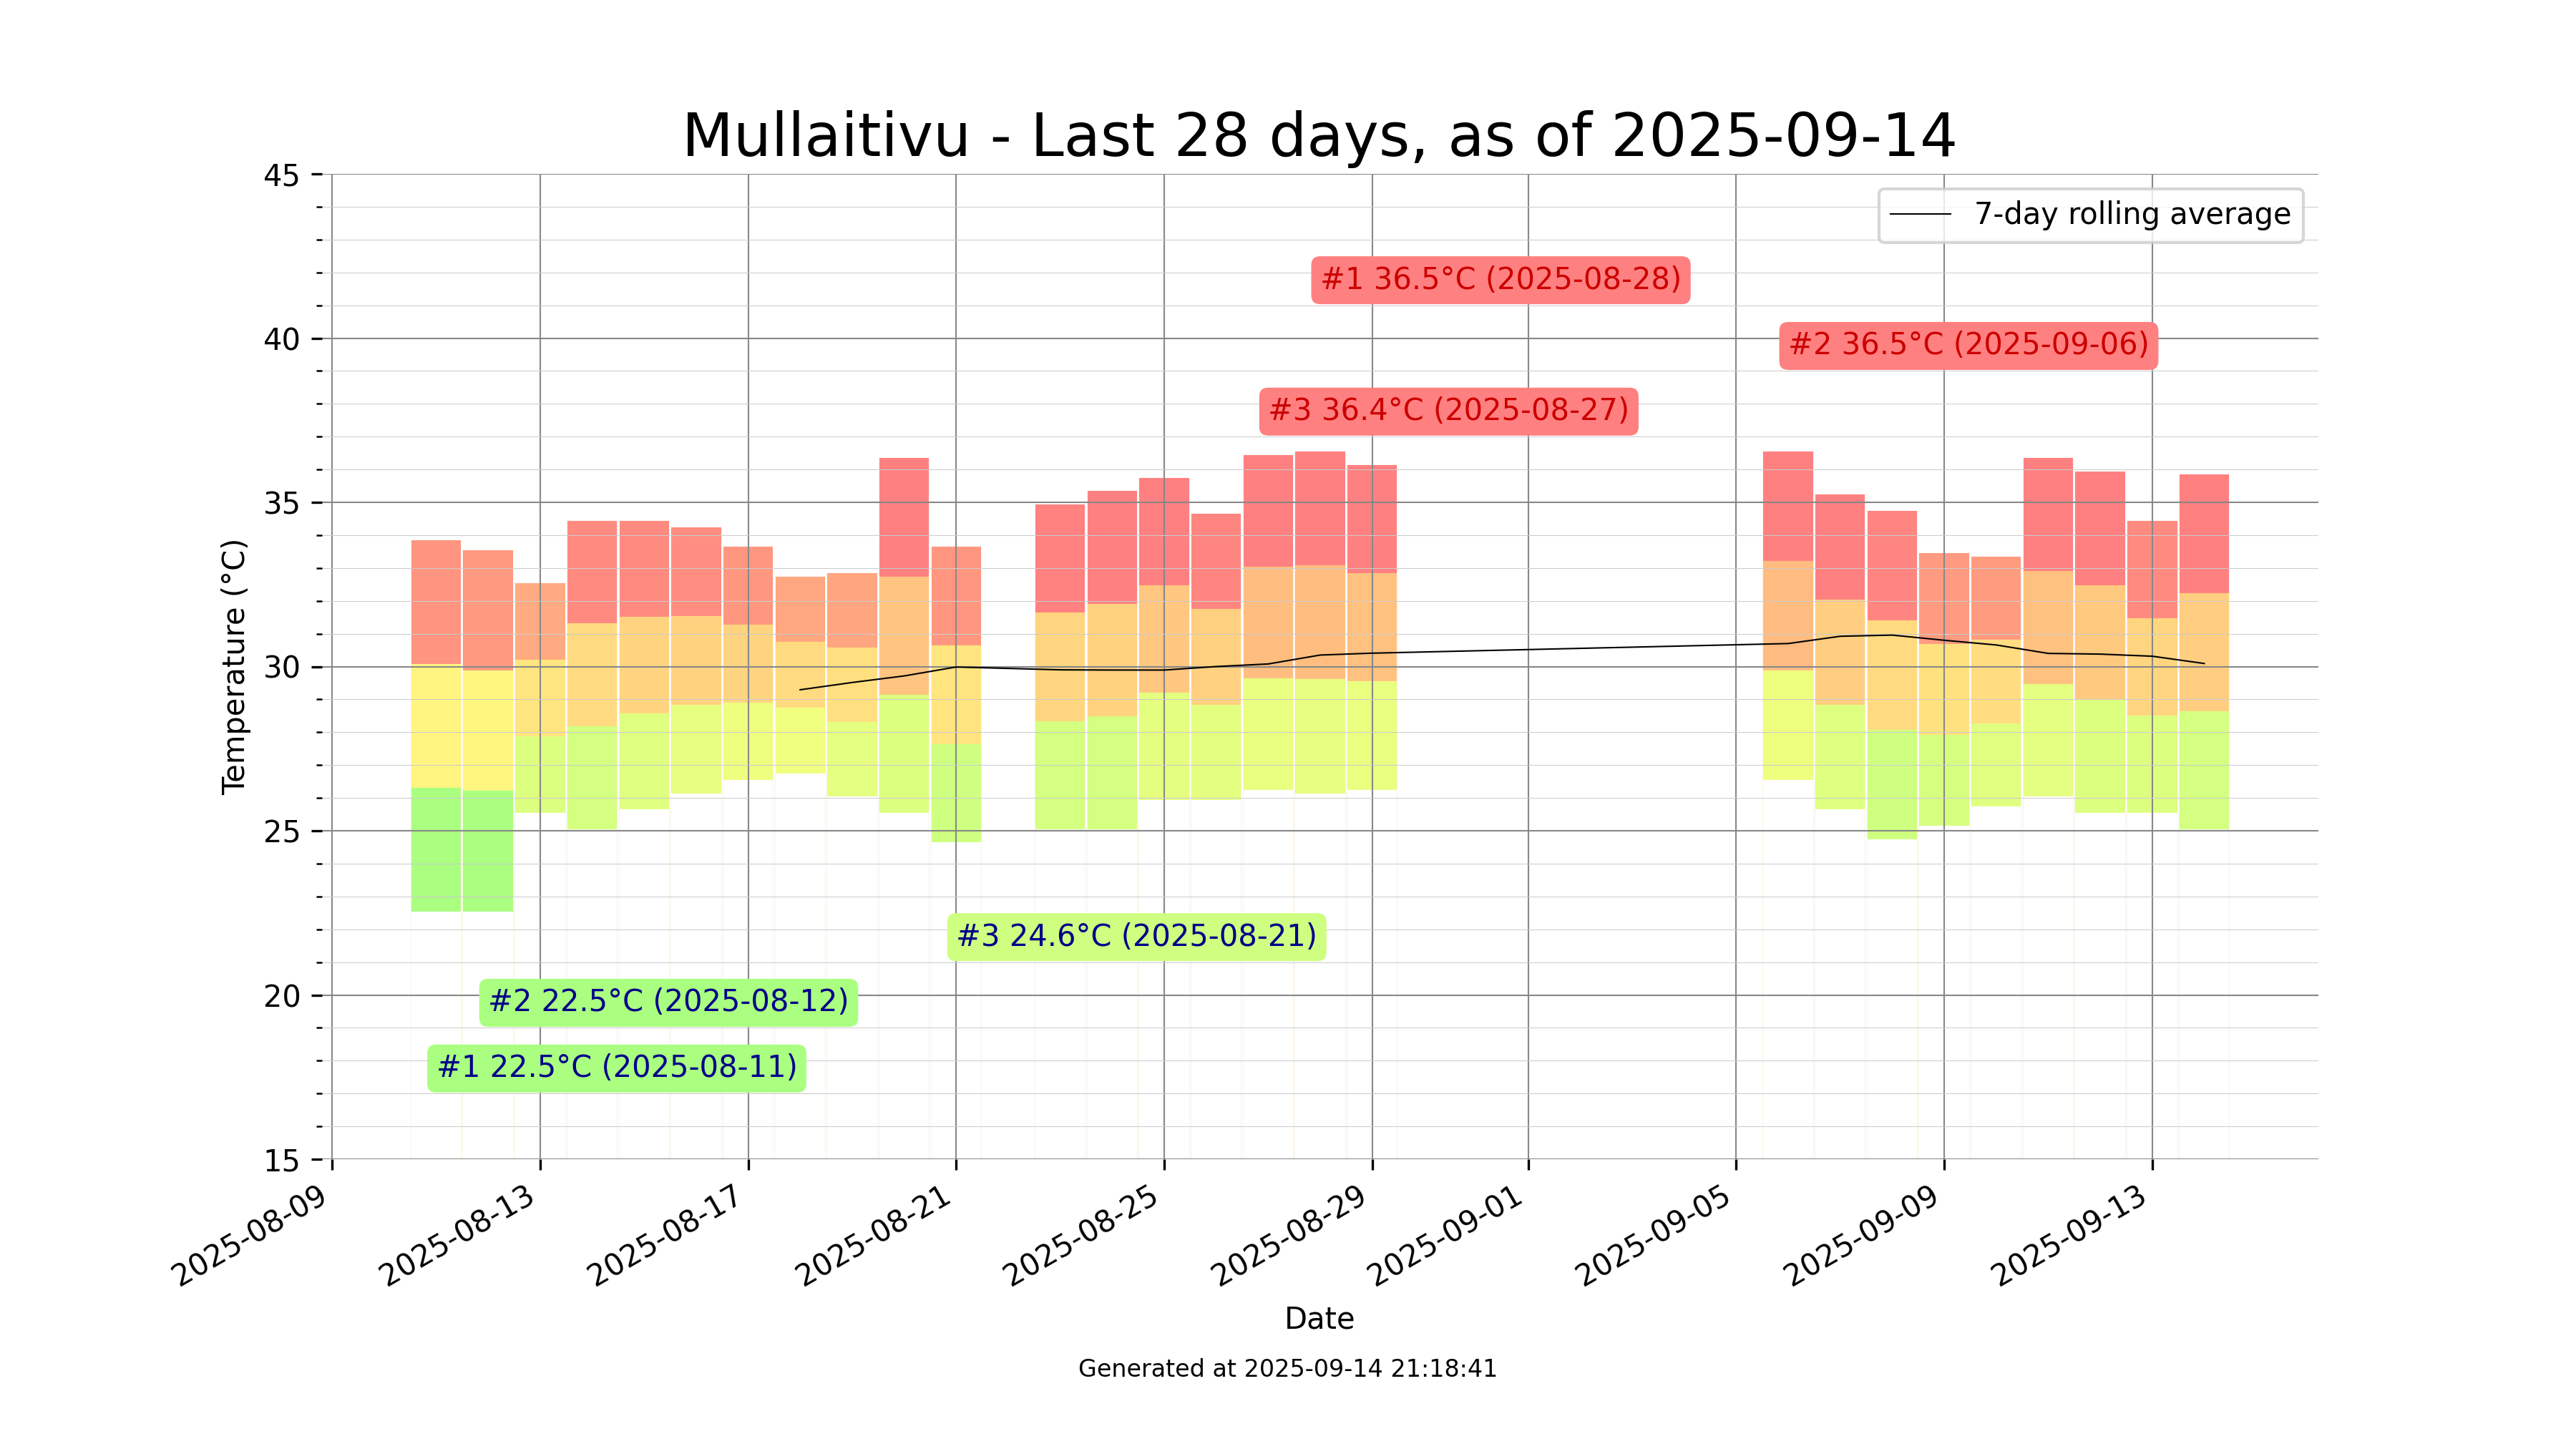 Mullaitivu - Last 28 days, as of 2025-09-14
45
40
35
30
25
20
15
Temperature (°C)
7-day rolling average
#1 36.5°C (2025-08-28)
#2 36.5°C (2025-09-06)
#3 36.4°C (2025-08-27)
#3 24.6°C (2025-08-21)
#2 22.5°C (2025-08-12)
#1 22.5°C (2025-08-11)
2025-08-09
2025-08-13
2025-08-17
2025-08-21
2025-08-25
2025-08-29
2025-09-01
2025-09-05
2025-09-09
2025-09-13
Date
Generated at 2025-09-14 21:18:41